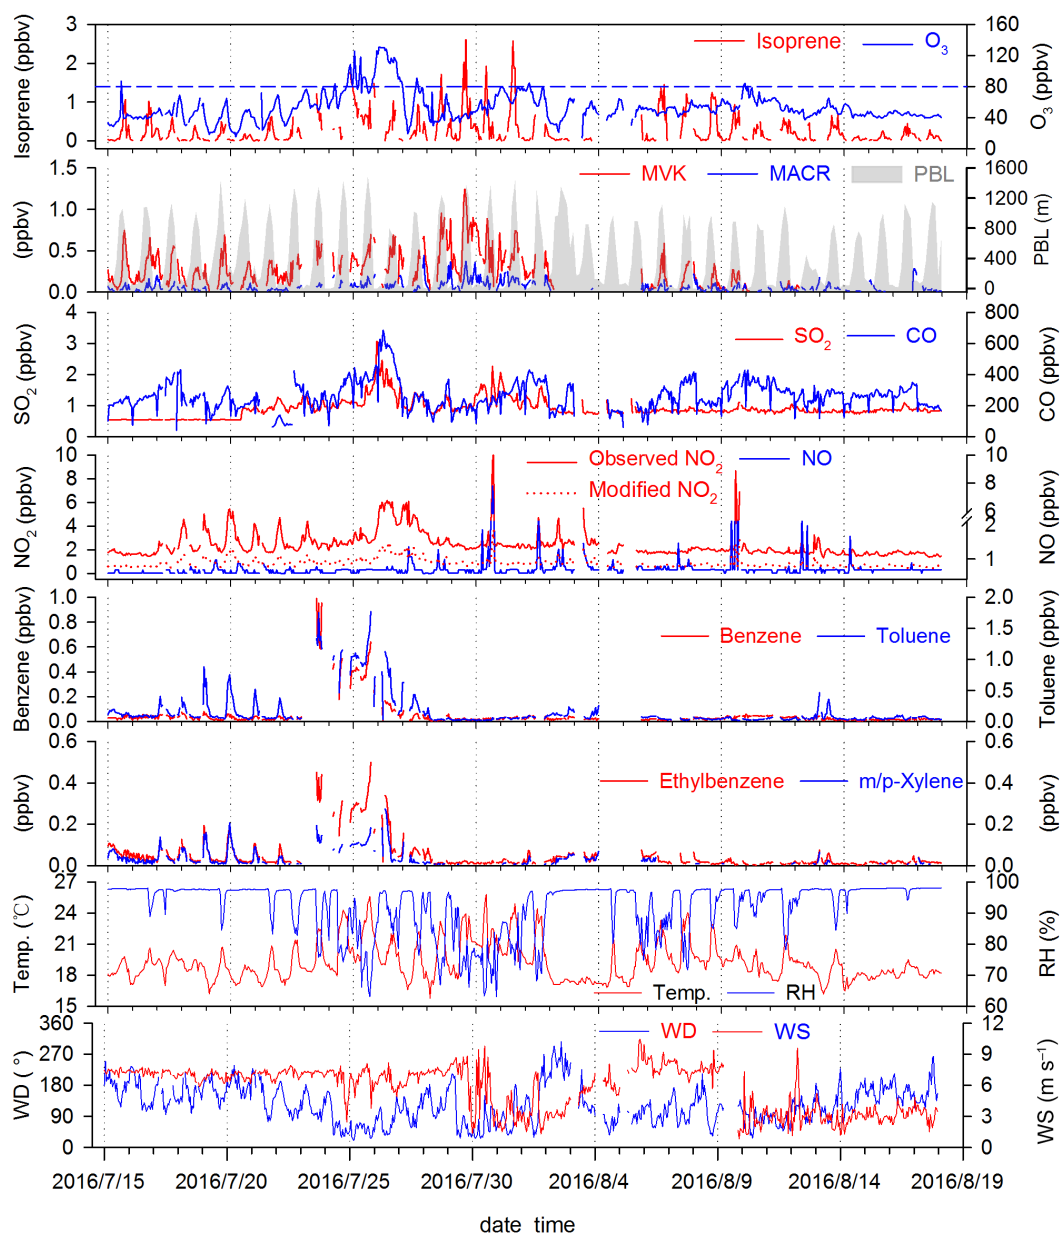 Isoprene O3
Isoprene (ppbv)
3
2
1
0
O3 (ppbv)
160
120
80
40
0
MVK MACR PBL
(ppbv)
1.5
1.0
0.5
0.0
PBL (m)
1600
1200
800
400
0
SO2 CO
SO2 (ppbv)
4
3
2
1
0
CO (ppbv)
800
600
400
200
0
Observed NO2 NO
Modified NO2
NO2 (ppbv)
10
8
6
4
2
0
NO (ppbv)
10
8
6
2
1
Benzene Toluene
Benzene (ppbv)
1.0
0.8
0.6
0.4
0.2
0.0
Toluene (ppbv)
2.0
1.5
1.0
0.5
0.0
Ethylbenzene m/p-Xylene
(ppbv)
0.6
0.4
0.2
0.0
(ppbv)
0.6
0.4
0.2
0.0
Temp. (℃)
27
24
21
18
15
RH (%)
100
90
80
70
60
Temp. RH
WD WS
WD ( °)
360
270
180
90
0
WS (m s−1)
12
9
6
3
0
2016/7/15 2016/7/20 2016/7/25 2016/7/30 2016/8/4 2016/8/9 2016/8/14 2016/8/19
date time